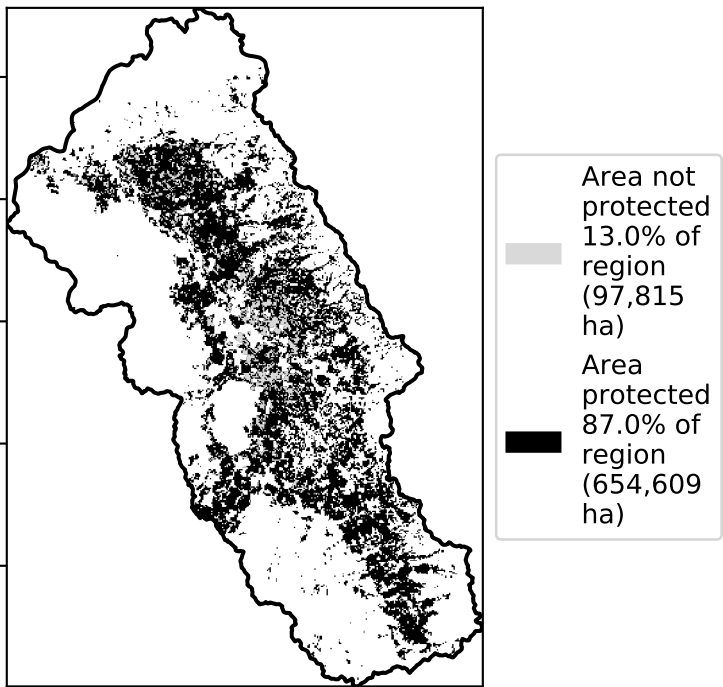 Area not
protected
13.0% of
region
(97,815
ha)
Area
protected
87.0% of
region
(654,609
ha)